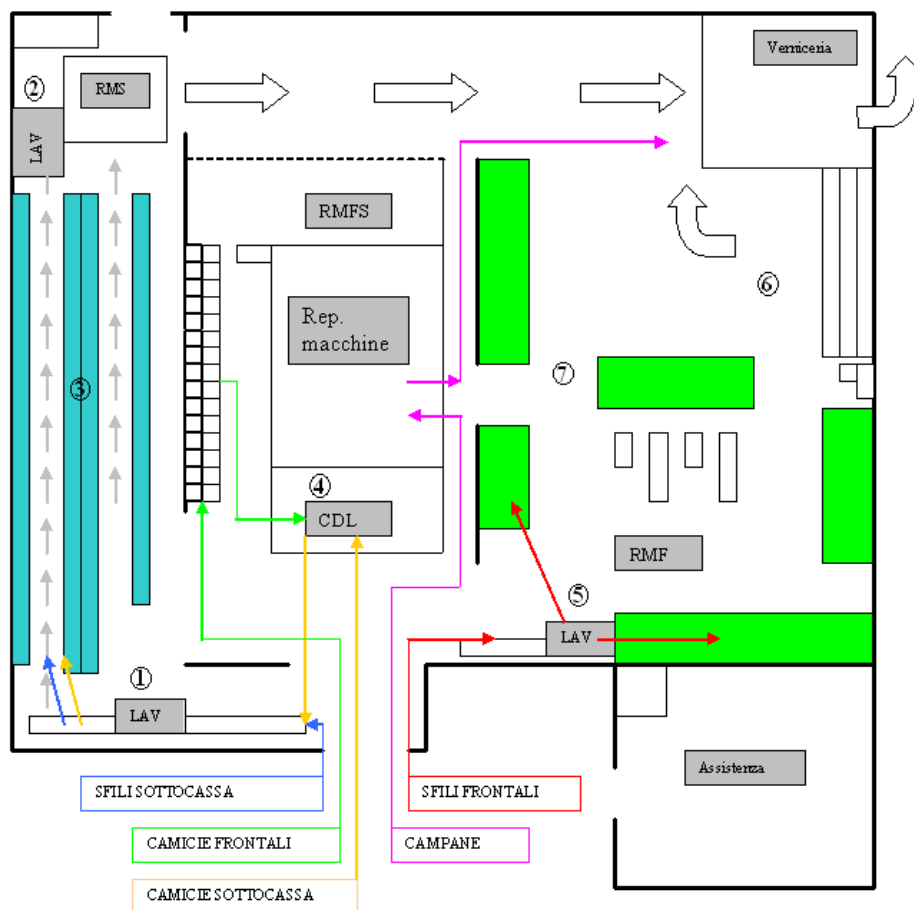 Verniceria
②
RMS
LAV
RMFS
⑥
Rep.
macchine
⑦
③
④
CDL
RMF
⑤
LAV
①
LAV
Assistenza
SFILI SOTTOCASSA
SFILI FRONTALI
CAMICIE FRONTALI
CAMPANE
CAMICIE SOTTOCASSA